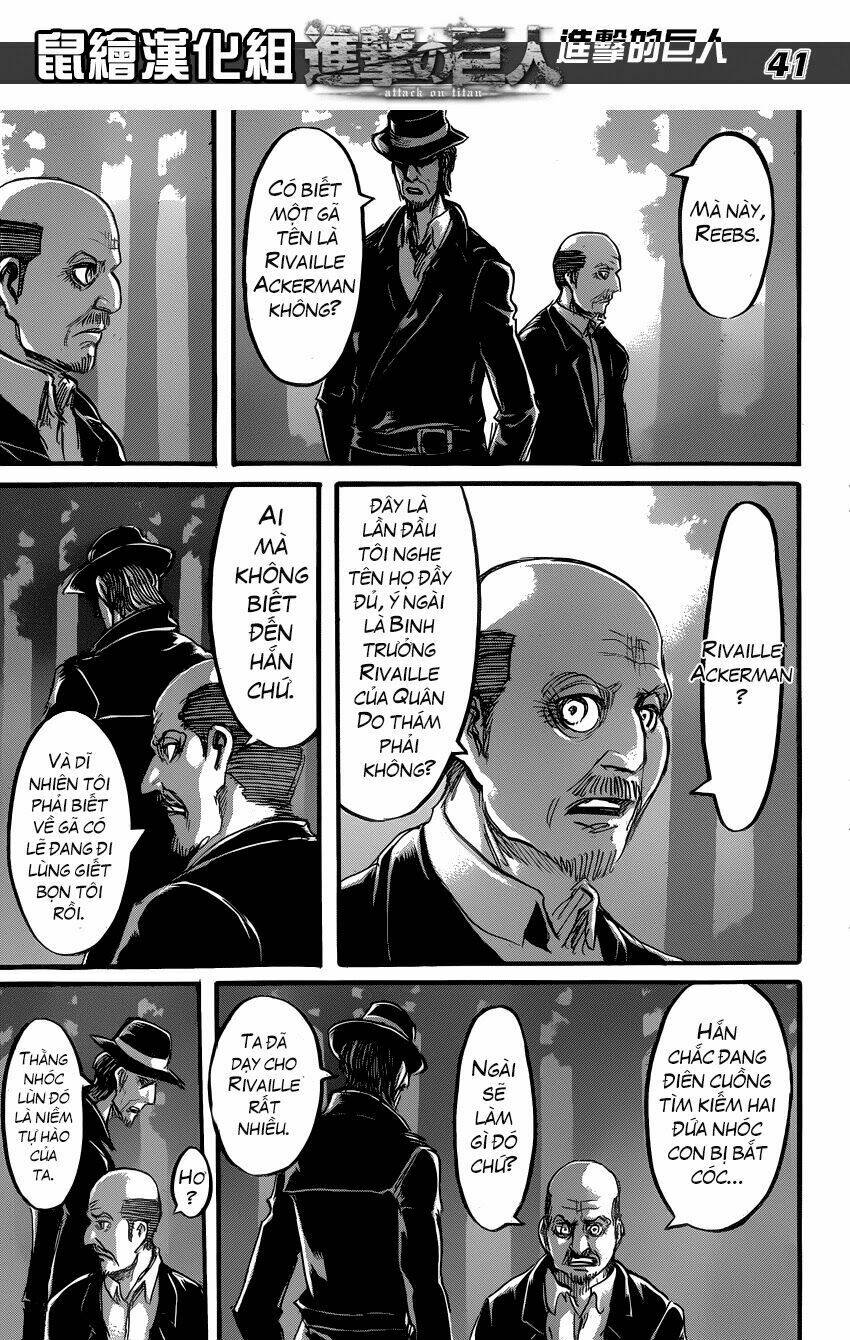 鼠繪漢化組
進撃の巨人
attack on titan
進擊的巨人
41
Mà này,
Reebs.
Có biết
một gã
tên là
Rivaille
Ackerman
không?
Rivaille
Ackerman
?
Đây là
lần đầu
tôi nghe
tên họ đầy
đủ, ý ngài
là Binh
trưởng
Rivaille
của Quân
Do thám
phải
không?
Ai
mà
không
biết
đến
hắn
chứ.
Và dĩ
nhiên tôi
phải biết
về gã có
lẽ đang đi
lùng giết
bọn tôi
rồi.
Hắn
chắc đang
điên cuồng
tìm kiếm hai
đứa nhóc
con bị bắt
cóc...
Ngài
sẽ
làm
gì đó
chứ?
Ta đã
dạy cho
Rivaille
rất
nhiều.
Ho
?
Thằng
nhóc
lùn đó
là niềm
tự hào
của
ta.